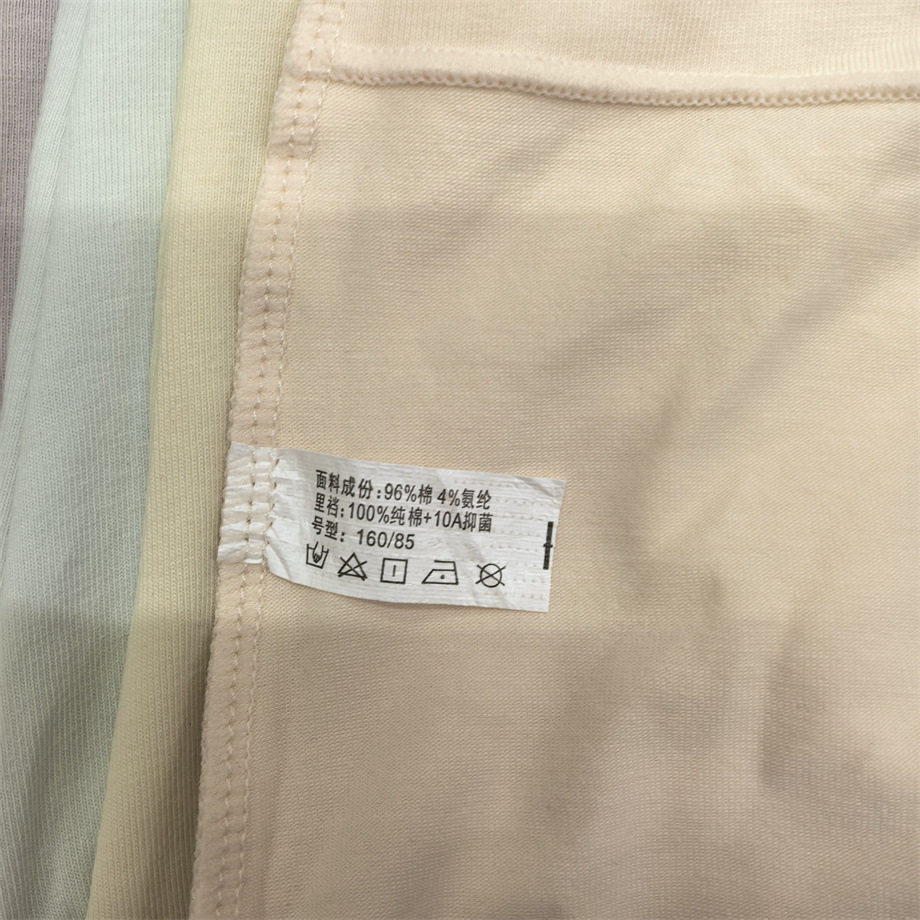 面料成份:96%棉 4%氨纶
里裆:100%纯棉+10A抑菌
号型: 160/85